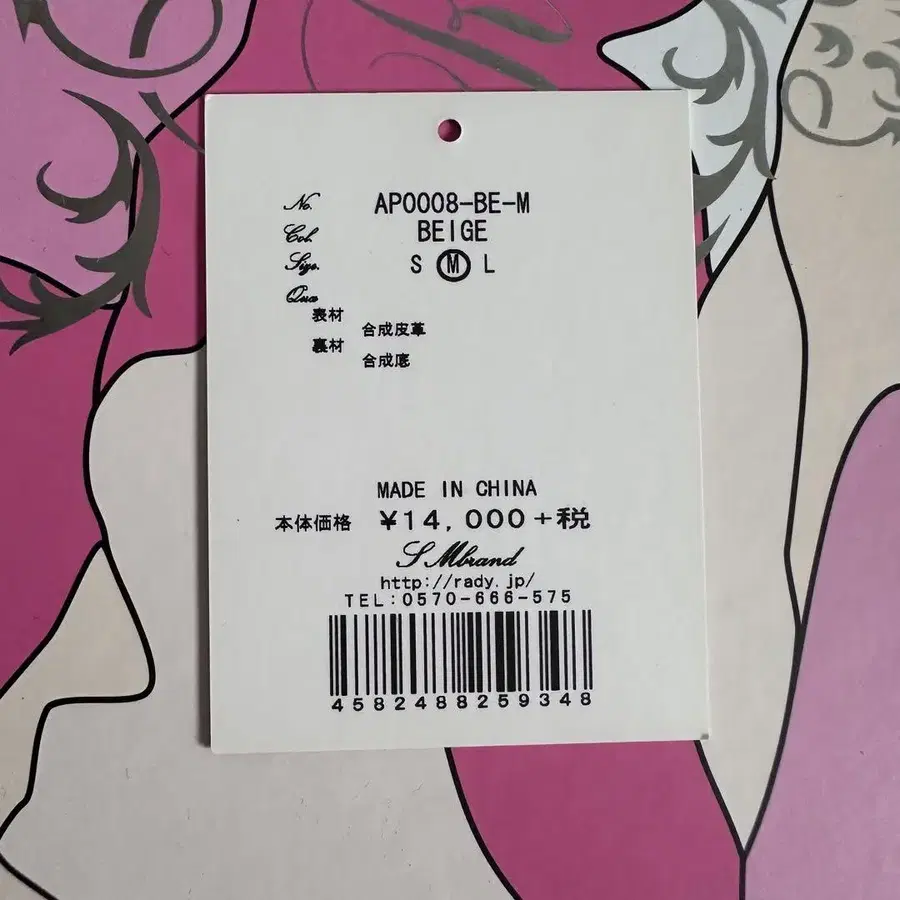 No. AP0008-BE-M
Col. BEIGE
Size. S M L
Qua
表材
合成皮革
裏材
合成底
MADE IN CHINA
本体価格 ¥14,000+税
S Mbrand
http://rady.jp/
TEL:0570-666-575
4582488259348